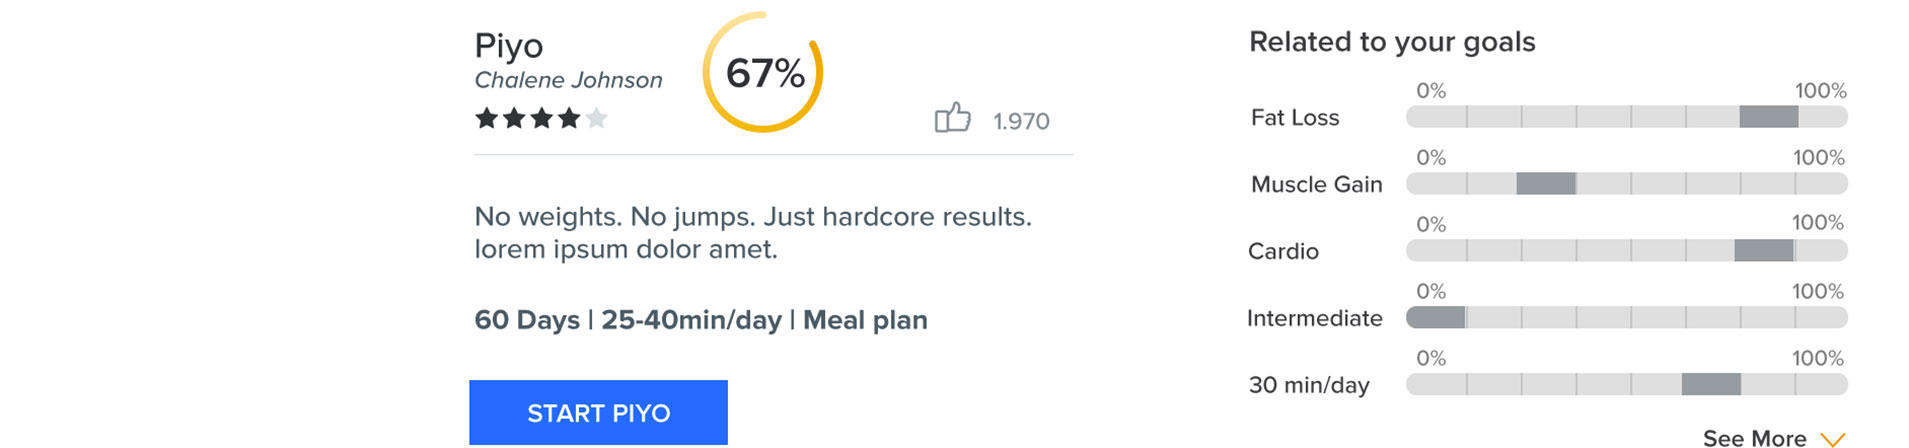 Piyo
Chalene Johnson
67%
1.970
No weights. No jumps. Just hardcore results.
lorem ipsum dolor amet.
60 Days | 25-40min/day | Meal plan
START PIYO
Related to your goals
0% 100%
Fat Loss
0% 100%
Muscle Gain
0% 100%
Cardio
0% 100%
Intermediate
0% 100%
30 min/day
See More